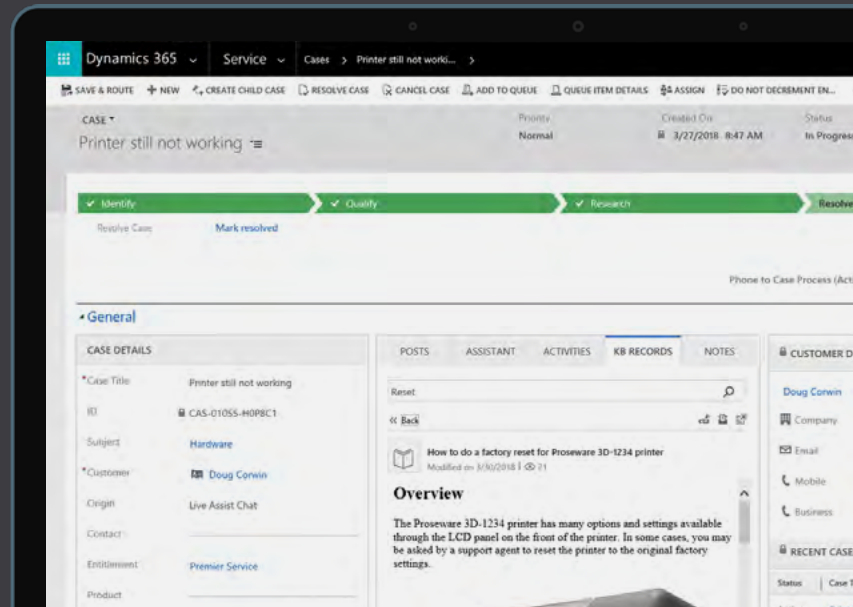 Dynamics 365 Service Cases > Printer still not worki... >
SAVE & ROUTE + NEW CREATE CHILD CASE RESOLVE CASE CANCEL CASE ADD TO QUEUE QUEUE ITEM DETAILS ASSIGN DO NOT DECREMENT EN...
CASE
Printer still not working
Priority
Normal
Created On
3/27/2018 8:47 AM
Status
In Progress
Identify
Qualify
Research
Resolve
Resolve Case Mark resolved
Phone to Case Process (Acti
General
CASE DETAILS
*Case Title Printer still not working
ID CAS-01055-H0P8C1
Subject Hardware
*Customer Doug Corwin
Origin Live Assist Chat
Contact
Entitlement Premier Service
Product
POSTS ASSISTANT ACTIVITIES KB RECORDS NOTES
Reset
<< Back
How to do a factory reset for Proseware 3D-1234 printer
Modified on 3/30/2018 | 21
Overview
The Proseware 3D-1234 printer has many options and settings available
through the LCD panel on the front of the printer. In some cases, you may
be asked by a support agent to reset the printer to the original factory
settings.
CUSTOMER D
Doug Corwin
Company
Email
Mobile
Business
RECENT CASE
Status Case T